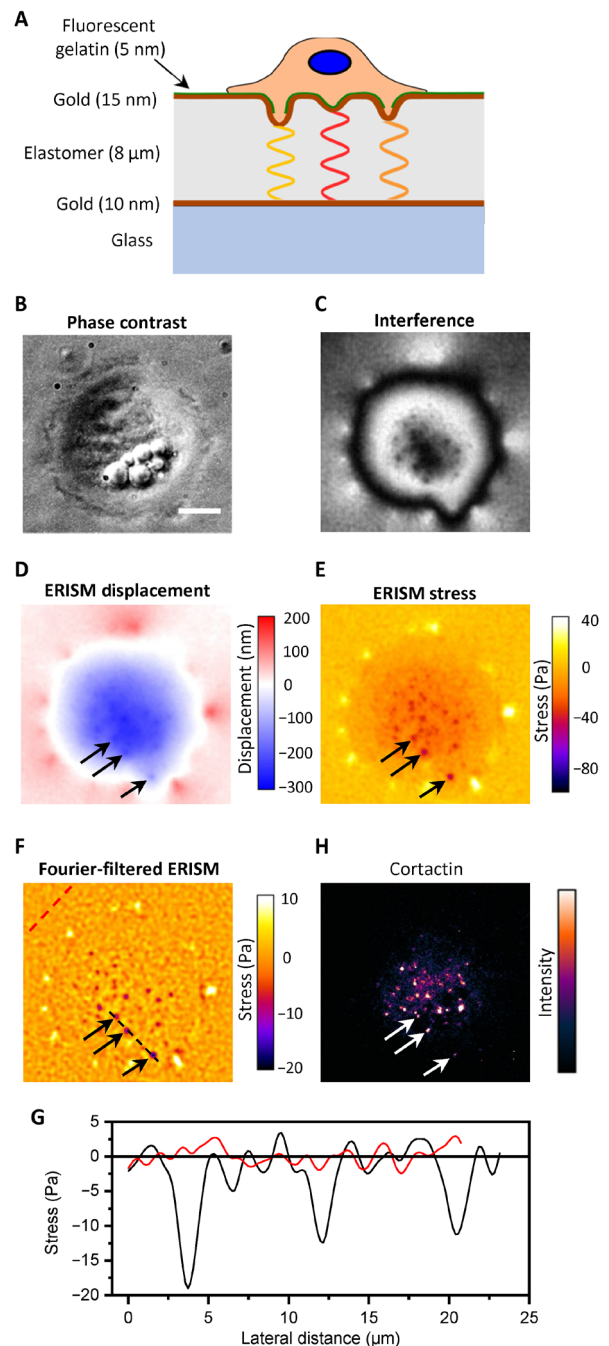 A
Fluorescent
gelatin (5 nm)
Gold (15 nm)
Elastomer (8 µm)
Gold (10 nm)
Glass
B
Phase contrast
C
Interference
D
ERISM displacement
200
100
0
−100
−200
−300
Displacement (nm)
E
ERISM stress
40
0
−40
−80
Stress (Pa)
F
Fourier-filtered ERISM
10
0
−10
−20
Stress (Pa)
H
Cortactin
Intensity
G
5
0
−5
−10
−15
−20
Stress (Pa)
0 5 10 15 20 25
Lateral distance (µm)